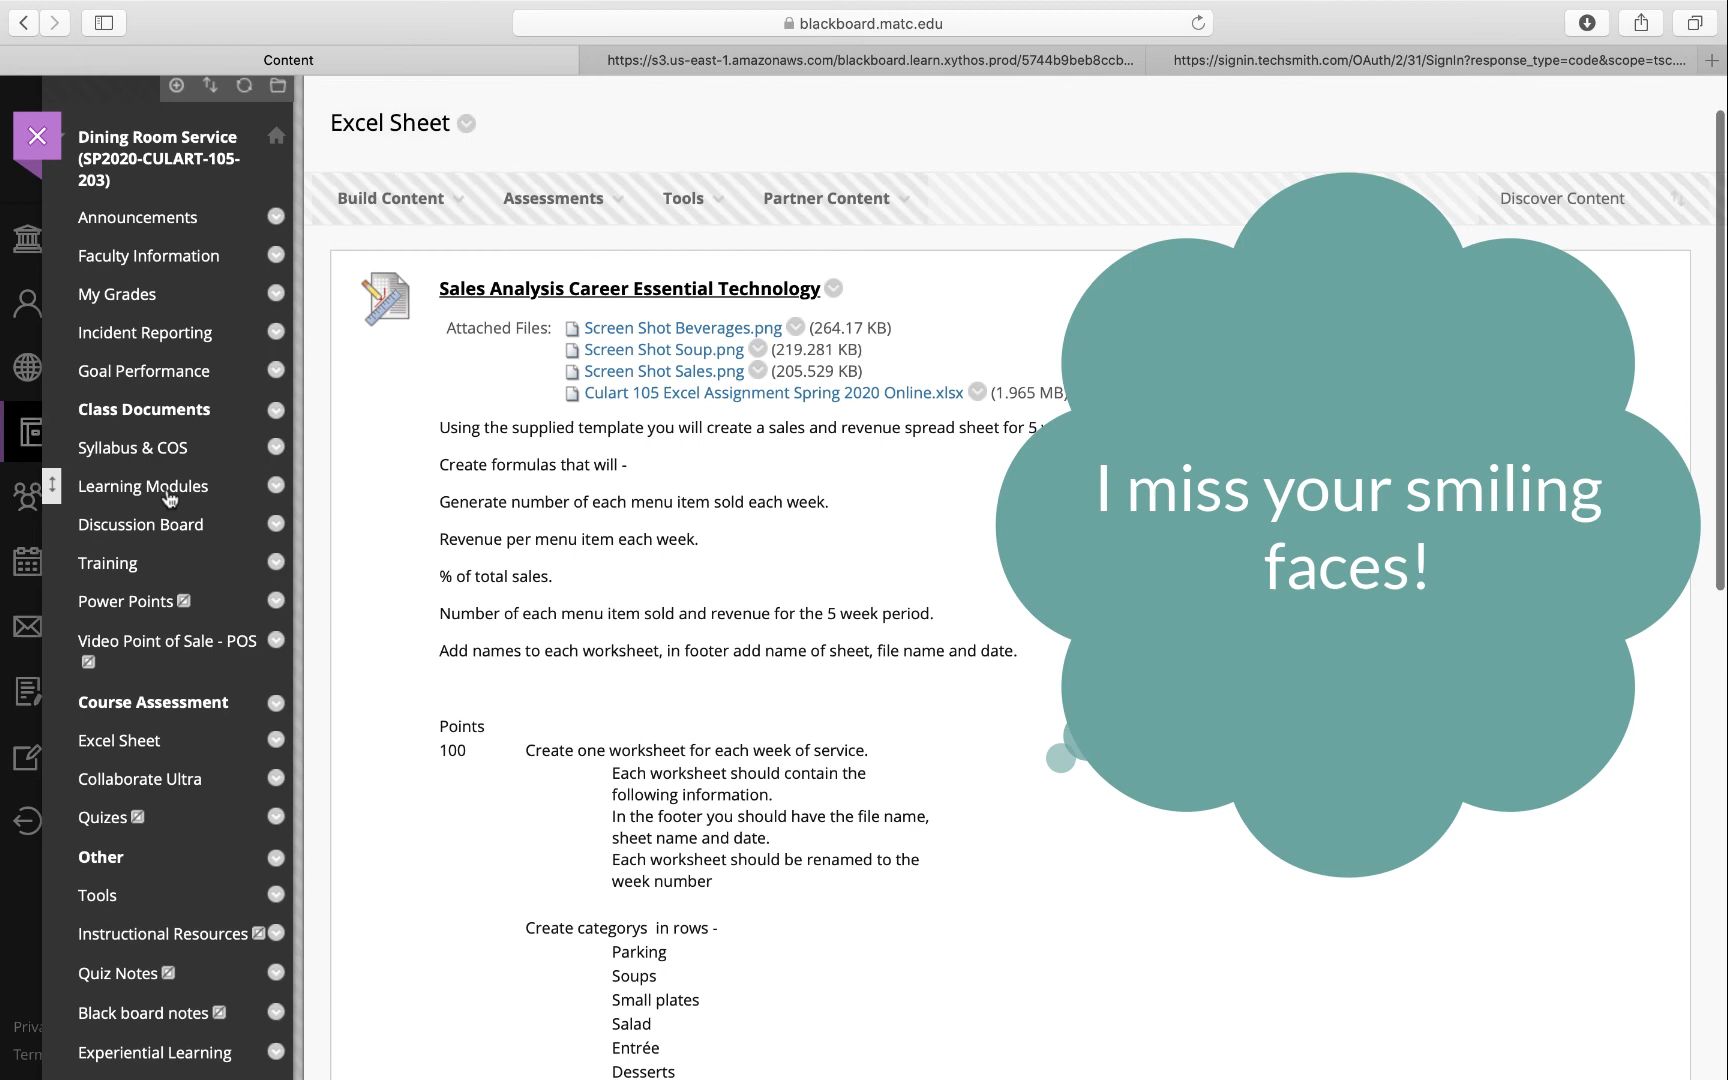 blackboard.matc.edu
Content
https://s3.us-east-1.amazonaws.com/blackboard.learn.xythos.prod/5744b9beb8ccb...
https://signin.techsmith.com/OAuth/2/31/SignIn?response_type=code&scope=tsc....
Dining Room Service
(SP2020-CULART-105-
203)
Announcements
Faculty Information
My Grades
Incident Reporting
Goal Performance
Class Documents
Syllabus & COS
Learning Modules
Discussion Board
Training
Power Points
Video Point of Sale - POS
Course Assessment
Excel Sheet
Collaborate Ultra
Quizes
Other
Tools
Instructional Resources
Quiz Notes
Black board notes
Experiential Learning
Excel Sheet
Build Content
Assessments
Tools
Partner Content
Discover Content
Sales Analysis Career Essential Technology
Attached Files:
Screen Shot Beverages.png (264.17 KB)
Screen Shot Soup.png (219.281 KB)
Screen Shot Sales.png (205.529 KB)
Culart 105 Excel Assignment Spring 2020 Online.xlsx (1.965 MB)
Using the supplied template you will create a sales and revenue spread sheet for 5
Create formulas that will -
Generate number of each menu item sold each week.
Revenue per menu item each week.
% of total sales.
Number of each menu item sold and revenue for the 5 week period.
Add names to each worksheet, in footer add name of sheet, file name and date.
Points
100 Create one worksheet for each week of service.
Each worksheet should contain the
following information.
In the footer you should have the file name,
sheet name and date.
Each worksheet should be renamed to the
week number
Create categorys in rows -
Parking
Soups
Small plates
Salad
Entrée
Desserts
I miss your smiling
faces!